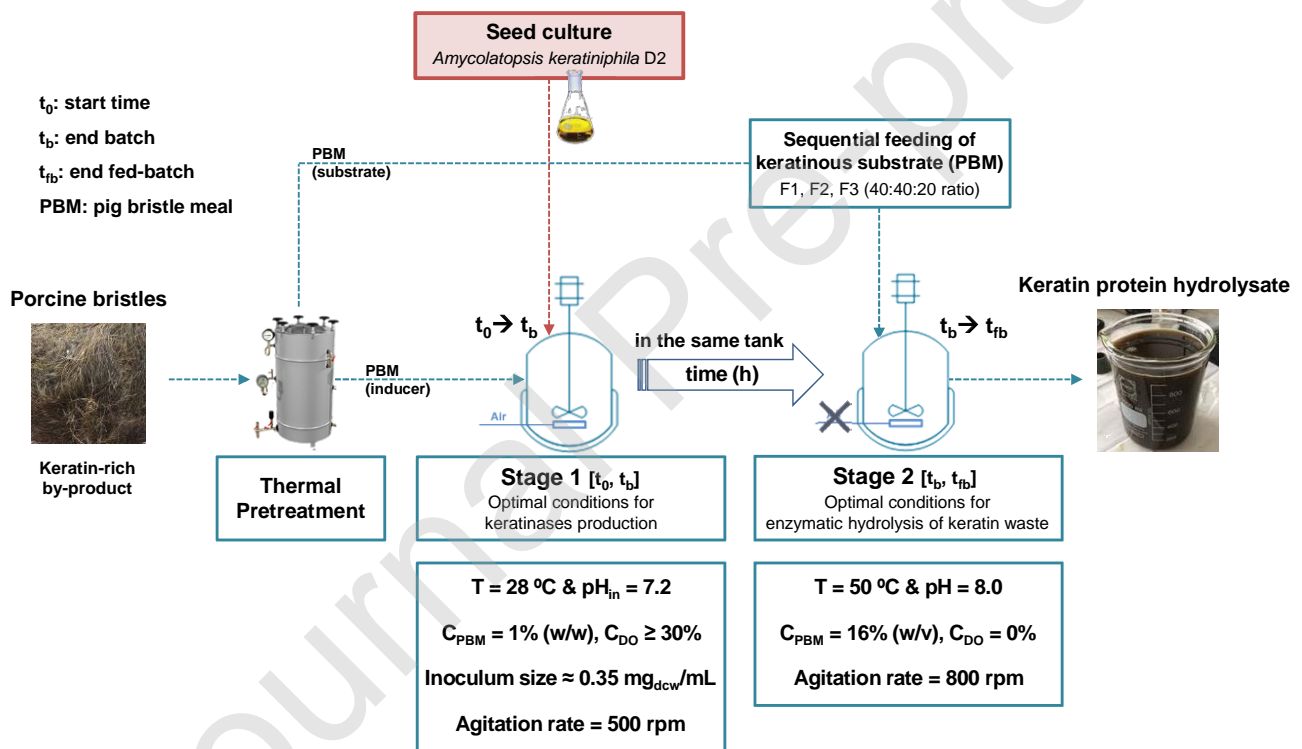 Seed culture
Amycolatopsis keratiniphila D2
t0: start time
tb: end batch
tfb: end fed-batch
PBM: pig bristle meal
PBM
(substrate)
Sequential feeding of
keratinous substrate (PBM)
F1, F2, F3 (40:40:20 ratio)
Porcine bristles
Keratin-rich
by-product
Thermal
Pretreatment
PBM
(inducer)
t0→ tb
Air
in the same tank
time (h)
tb→ tfb
Keratin protein hydrolysate
Stage 1 [t0, tb]
Optimal conditions for
keratinases production
Stage 2 [tb, tfb]
Optimal conditions for
enzymatic hydrolysis of keratin waste
T = 28 ºC & pHin = 7.2
CPBM = 1% (w/w), CDO ≥ 30%
Inoculum size ≈ 0.35 mgdcw/mL
Agitation rate = 500 rpm
T = 50 ºC & pH = 8.0
CPBM = 16% (w/v), CDO = 0%
Agitation rate = 800 rpm
Journal Pre-pro